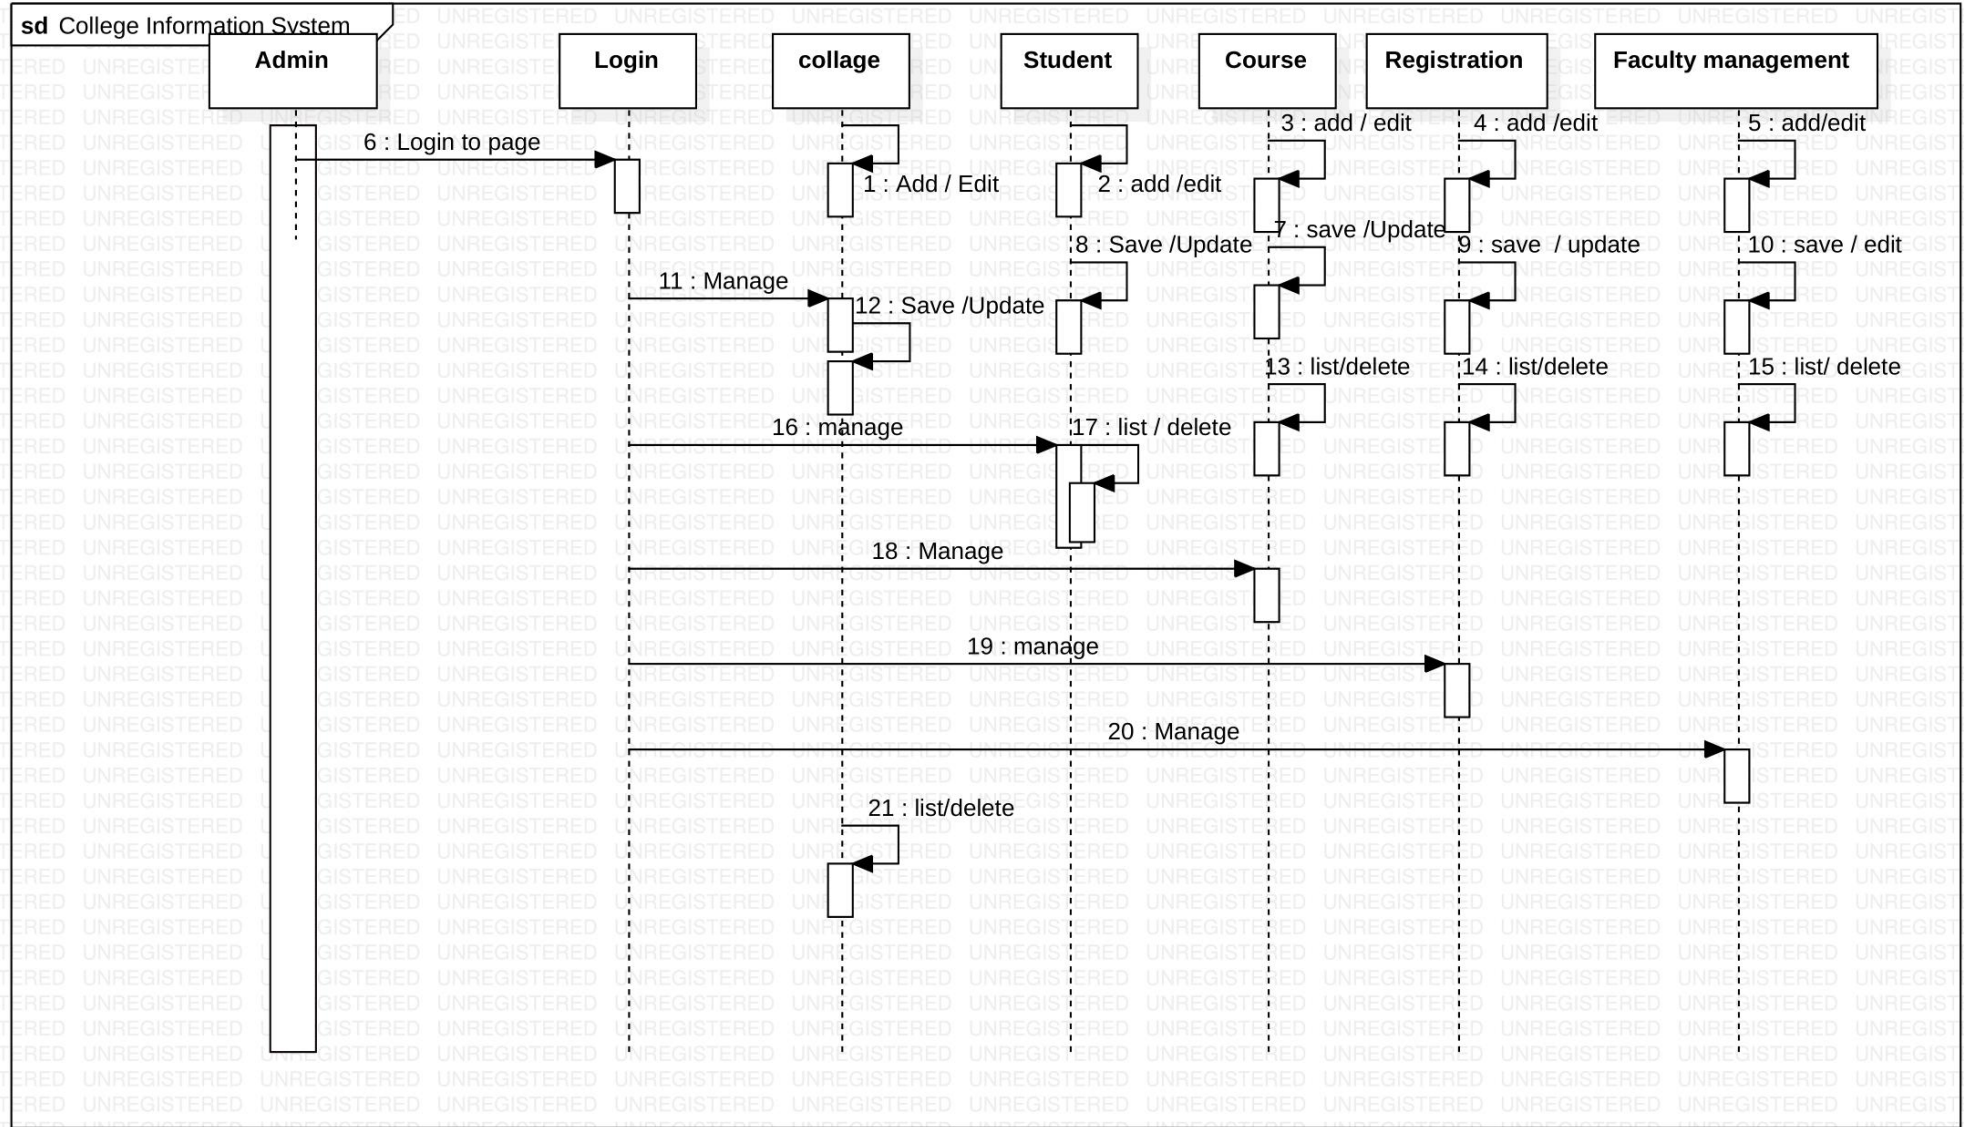 sd College Information System
Admin
Login
collage
Student
Course
Registration
Faculty management
3 : add / edit
4 : add /edit
5 : add/edit
6 : Login to page
1 : Add / Edit
2 : add /edit
7 : save /Update
8 : Save /Update
9 : save  / update
10 : save / edit
11 : Manage
12 : Save /Update
13 : list/delete
14 : list/delete
15 : list/ delete
16 : manage
17 : list / delete
18 : Manage
19 : manage
20 : Manage
21 : list/delete
UNREGISTERED